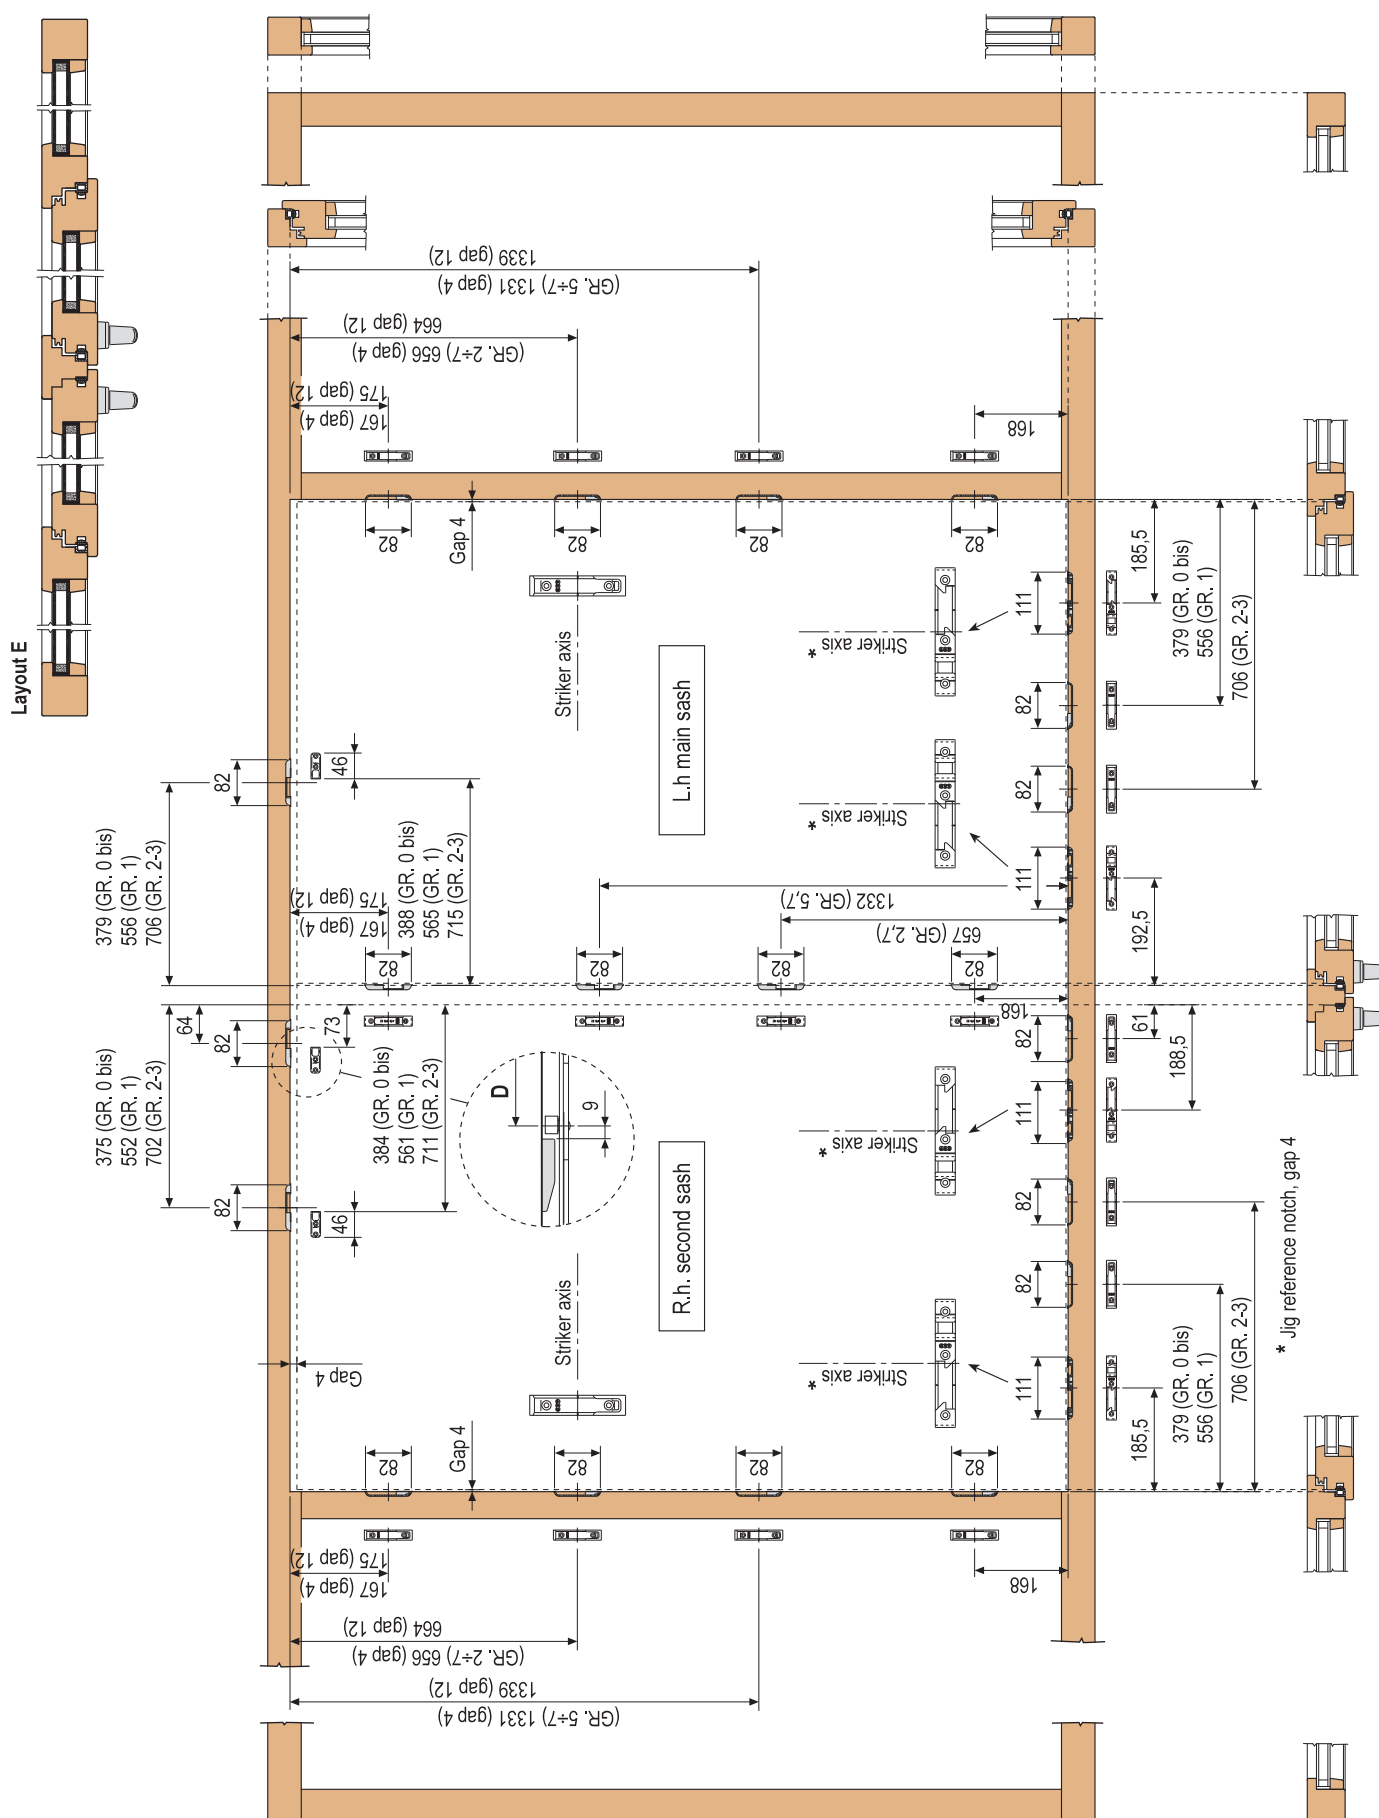 Layout E
1339 (gap 12)
(GR. 5÷7) 1331 (gap 4)
664 (gap 12)
(GR. 2÷7) 656 (gap 4)
175 (gap 12)
167 (gap 4)
168
82
82
82
82
Gap 4
185,5
379 (GR. 0 bis)
556 (GR. 1)
706 (GR. 2-3)
Striker axis
111
Striker axis
*
L.h main sash
82
82
46
379 (GR. 0 bis)
556 (GR. 1)
706 (GR. 2-3)
82
Striker axis
*
111
388 (GR. 0 bis)
565 (GR. 1)
715 (GR. 2-3)
175 (gap 12)
167 (gap 4)
1332 (GR. 5,7)
657 (GR. 2,7)
192,5
82
82
82
82
168
64
82
73
375 (GR. 0 bis)
552 (GR. 1)
702 (GR. 2-3)
384 (GR. 0 bis)
561 (GR. 1)
711 (GR. 2-3)
D
9
82
61
188,5
111
Striker axis
*
R.h. second sash
82
46
82
82
Striker axis
Striker axis
*
111
185,5
379 (GR. 0 bis)
556 (GR. 1)
706 (GR. 2-3)
* Jig reference notch, gap 4
Gap 4
Gap 4
82
82
82
82
175 (gap 12)
167 (gap 4)
168
664 (gap 12)
(GR. 2÷7) 656 (gap 4)
1339 (gap 12)
(GR. 5÷7) 1331 (gap 4)